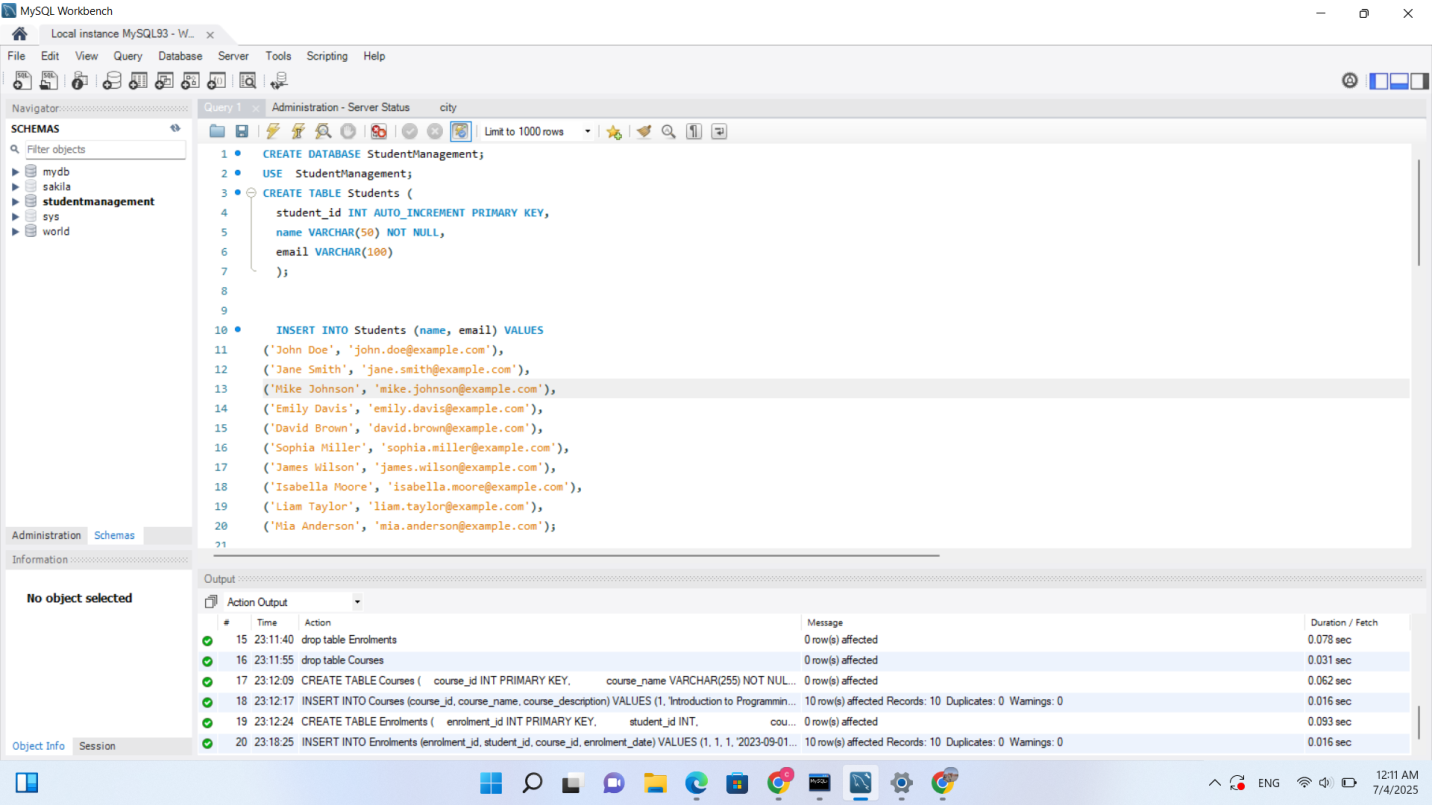 MySQL Workbench
Local instance MySQL93 - W...
File Edit View Query Database Server Tools Scripting Help
Navigator
SCHEMAS
Filter objects
mydb
sakila
studentmanagement
sys
world
Administration Schemas
Information
No object selected
Object Info Session
Query 1 Administration - Server Status city
Limit to 1000 rows
1 CREATE DATABASE StudentManagement;
2 USE StudentManagement;
3 CREATE TABLE Students (
4 student_id INT AUTO_INCREMENT PRIMARY KEY,
5 name VARCHAR(50) NOT NULL,
6 email VARCHAR(100)
7 );
8
9
10 INSERT INTO Students (name, email) VALUES
11 ('John Doe', 'john.doe@example.com'),
12 ('Jane Smith', 'jane.smith@example.com'),
13 ('Mike Johnson', 'mike.johnson@example.com'),
14 ('Emily Davis', 'emily.davis@example.com'),
15 ('David Brown', 'david.brown@example.com'),
16 ('Sophia Miller', 'sophia.miller@example.com'),
17 ('James Wilson', 'james.wilson@example.com'),
18 ('Isabella Moore', 'isabella.moore@example.com'),
19 ('Liam Taylor', 'liam.taylor@example.com'),
20 ('Mia Anderson', 'mia.anderson@example.com');
21
Output
Action Output
# Time Action Message Duration / Fetch
15 23:11:40 drop table Enrolments 0 row(s) affected 0.078 sec
16 23:11:55 drop table Courses 0 row(s) affected 0.031 sec
17 23:12:09 CREATE TABLE Courses ( course_id INT PRIMARY KEY, course_name VARCHAR(255) NOT NUL... 0 row(s) affected 0.062 sec
18 23:12:17 INSERT INTO Courses (course_id, course_name, course_description) VALUES (1, 'Introduction to Programmin... 10 row(s) affected Records: 10 Duplicates: 0 Warnings: 0 0.016 sec
19 23:12:24 CREATE TABLE Enrolments ( enrolment_id INT PRIMARY KEY, student_id INT, cou... 0 row(s) affected 0.093 sec
20 23:18:25 INSERT INTO Enrolments (enrolment_id, student_id, course_id, enrolment_date) VALUES (1, 1, 1, '2023-09-01... 10 row(s) affected Records: 10 Duplicates: 0 Warnings: 0 0.016 sec
ENG
12:11 AM
7/4/2025